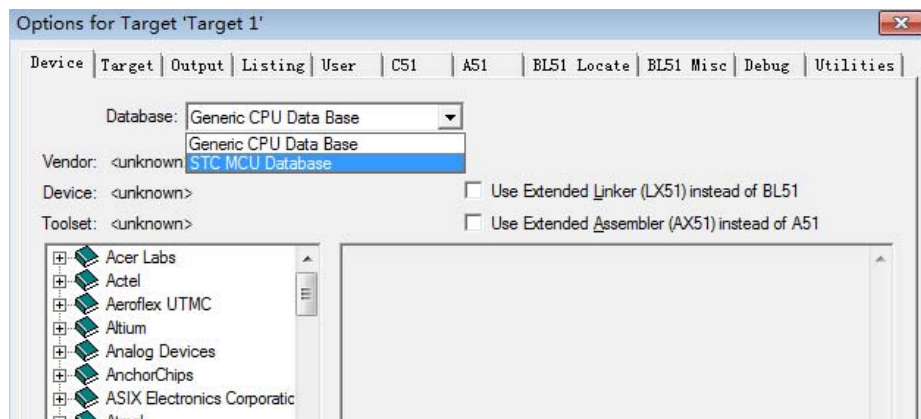 Options for Target 'Target 1'
Device Target Output Listing User C51 A51 BL51 Locate BL51 Misc Debug Utilities
Database: Generic CPU Data Base
Generic CPU Data Base
Vendor: <unknown STC MCU Database
Device: <unknown> Use Extended Linker (LX51) instead of BL51
Toolset: <unknown> Use Extended Assembler (AX51) instead of A51
Acer Labs
Actel
Aeroflex UTMC
Altium
Analog Devices
AnchorChips
ASIX Electronics Corporatic